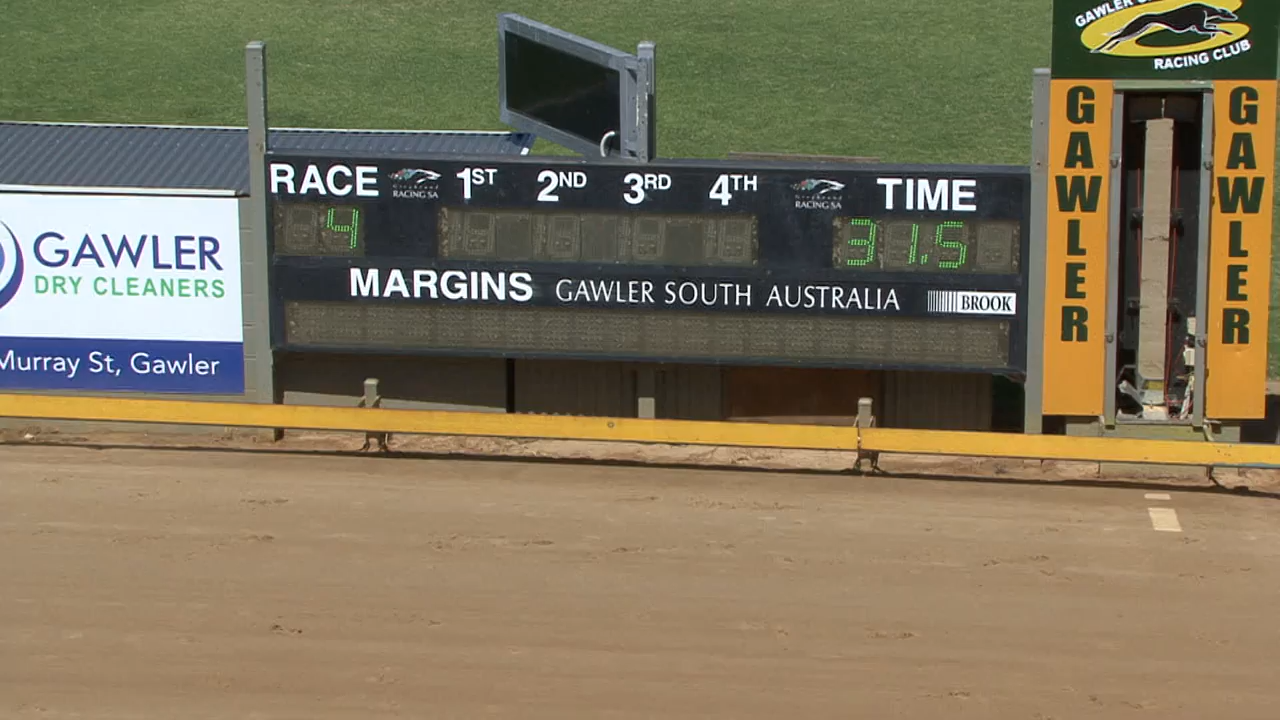 GAWLER
RACING CLUB
GAWLER
GAWLER
RACE
RACING SA
1ST
2ND
3RD
4TH
RACING SA
TIME
4
31.5
MARGINS GAWLER SOUTH AUSTRALIA BROOK
GAWLER
DRY CLEANERS
Murray St, Gawler